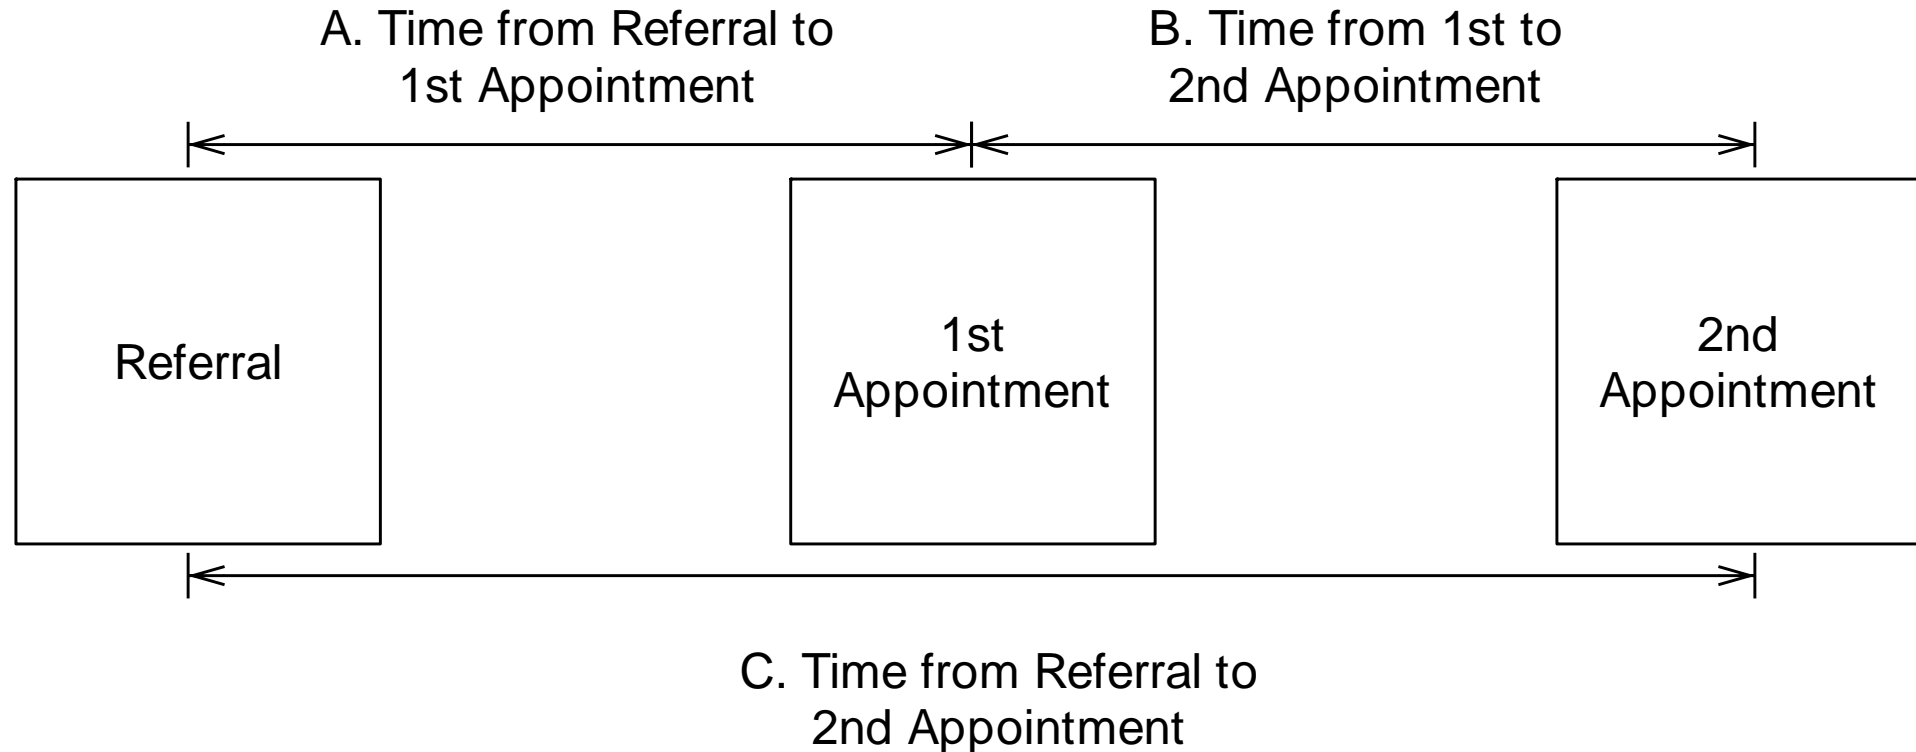 A. Time from Referral to
1st Appointment
B. Time from 1st to
2nd Appointment
Referral
1st
Appointment
2nd
Appointment
C. Time from Referral to
2nd Appointment